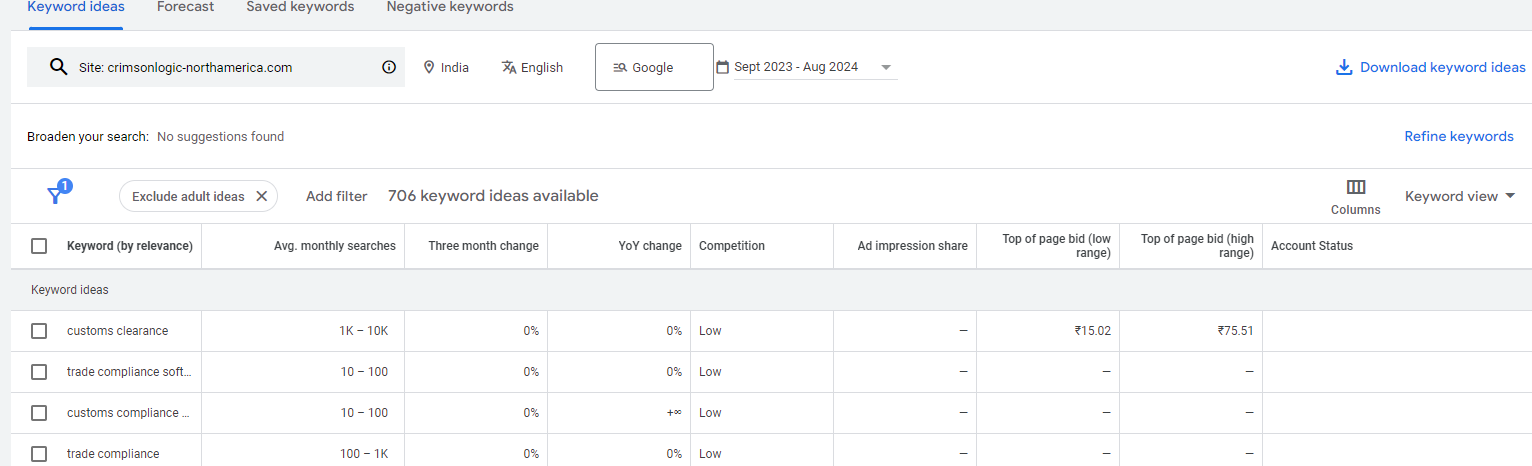 Keyword ideas Forecast Saved keywords Negative keywords
Site: crimsonlogic-northamerica.com India English Google Sept 2023 - Aug 2024 Download keyword ideas
Broaden your search: No suggestions found Refine keywords
1 Exclude adult ideas Add filter 706 keyword ideas available Columns Keyword view
Keyword (by relevance) Avg. monthly searches Three month change YoY change Competition Ad impression share Top of page bid (low range) Top of page bid (high range) Account Status
Keyword ideas
customs clearance 1K – 10K 0% 0% Low — ₹15.02 ₹75.51
trade compliance soft... 10 – 100 0% 0% Low — — —
customs compliance ... 10 – 100 0% +∞ Low — — —
trade compliance 100 – 1K 0% 0% Low — — —